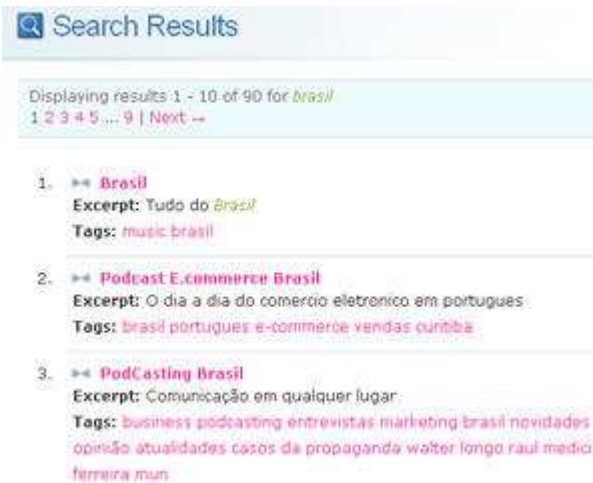 Search Results
Displaying results 1 - 10 of 90 for brasil
1 2 3 4 5 ... 9 | Next →
1. Brasil
Excerpt: Tudo do Brasil
Tags: music brasil
2. Podcast E.commerce Brasil
Excerpt: O dia a dia do comercio eletronico em portugues
Tags: brasil portugues e-commerce vendas curitiba
3. PodCasting Brasil
Excerpt: Comunicação em qualquer lugar
Tags: business podcasting entrevistas marketing brasil novidades
opinião atualidades casos da propaganda walter longo raul medici
ferreira mun